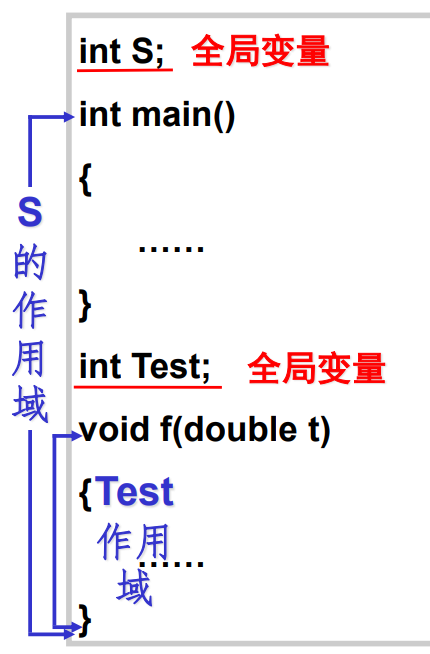 int S; 全局变量
int main()
{
……
}
S
的
作
用
域
int Test; 全局变量
void f(double t)
{Test
作用
……
域
}